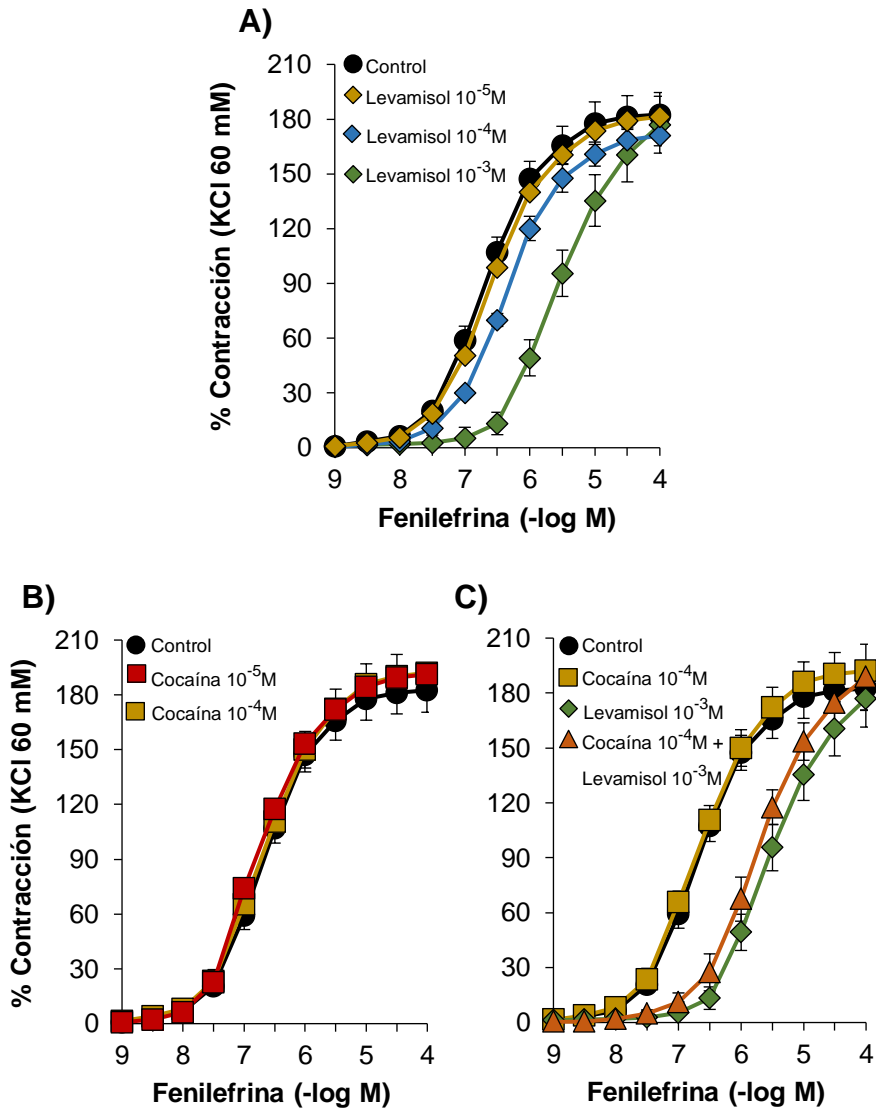 A)
210
180
150
120
90
60
30
0
% Contracción (KCl 60 mM)
Control
Levamisol 10⁻⁵M
Levamisol 10⁻⁴M
Levamisol 10⁻³M
9 8 7 6 5 4
Fenilefrina (-log M)
B)
210
180
150
120
90
60
30
0
% Contracción (KCl 60 mM)
Control
Cocaína 10⁻⁵M
Cocaína 10⁻⁴M
9 8 7 6 5 4
Fenilefrina (-log M)
C)
210
180
150
120
90
60
30
0
Control
Cocaína 10⁻⁴M
Levamisol 10⁻³M
Cocaína 10⁻⁴M +
Levamisol 10⁻³M
9 8 7 6 5 4
Fenilefrina (-log M)